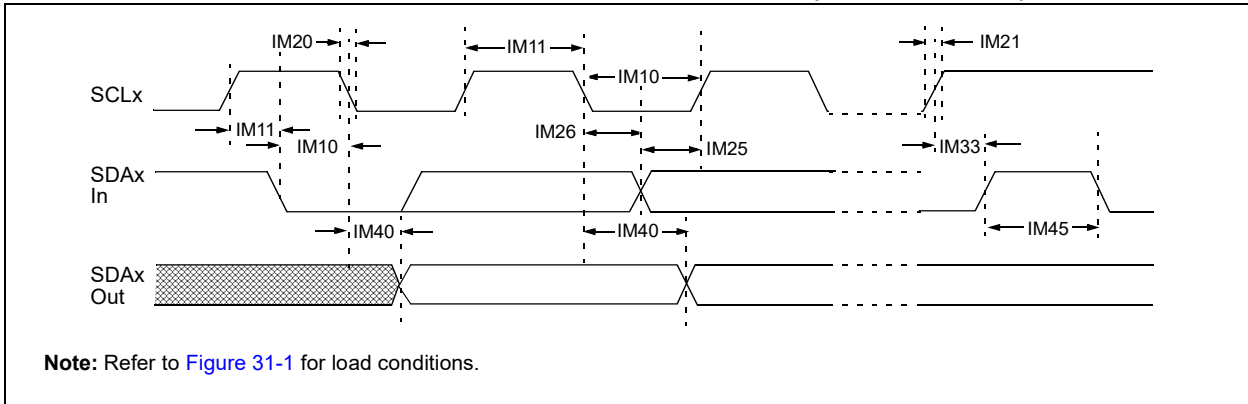 IM20
IM11
IM21
IM10
SCLx
IM11
IM26
IM10
IM25
IM33
SDAx
In
IM40
IM40
IM45
SDAx
Out
Note: Refer to Figure 31-1 for load conditions.